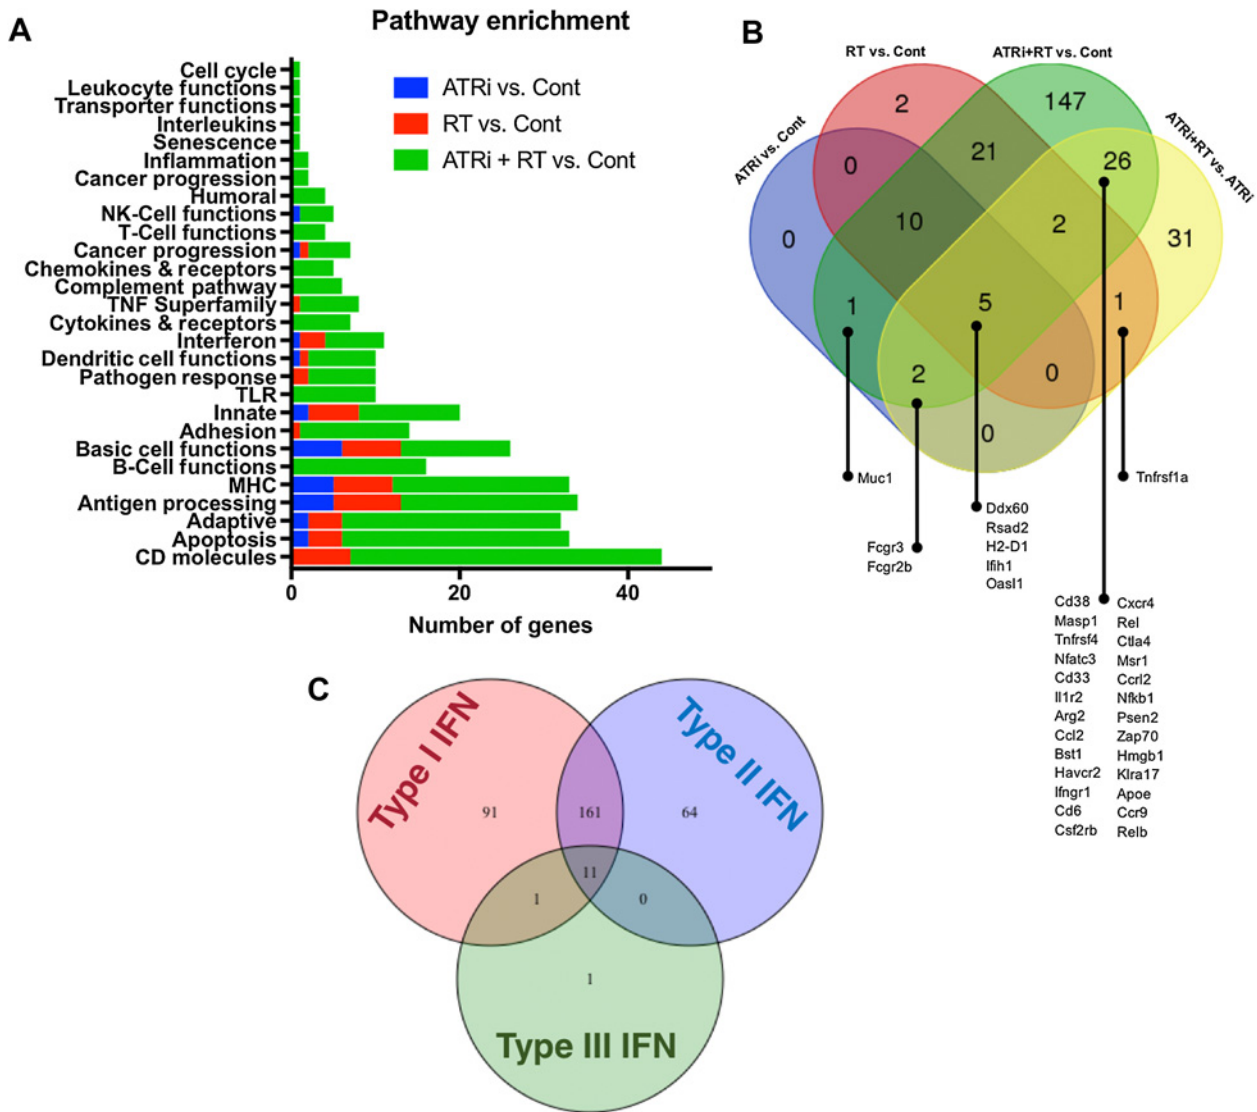 A
Pathway enrichment
Cell cycle
Leukocyte functions
Transporter functions
Interleukins
Senescence
Inflammation
Cancer progression
Humoral
NK-Cell functions
T-Cell functions
Cancer progression
Chemokines & receptors
Complement pathway
TNF Superfamily
Cytokines & receptors
Interferon
Dendritic cell functions
Pathogen response
TLR
Innate
Adhesion
Basic cell functions
B-Cell functions
MHC
Antigen processing
Adaptive
Apoptosis
CD molecules
ATRi vs. Cont
RT vs. Cont
ATRi + RT vs. Cont
0 20 40
Number of genes
B
ATRi vs. Cont
RT vs. Cont
ATRi+RT vs. Cont
ATRi+RT vs. ATRi
2
147
0
21
26
0
10
2
31
1
5
1
2
0
0
Muc1
Fcgr3
Fcgr2b
Ddx60
Rsad2
H2-D1
Ifih1
Oasl1
Tnfrsf1a
Cd38 Cxcr4
Masp1 Rel
Tnfrsf4 Ctla4
Nfatc3 Msr1
Cd33 Ccrl2
Il1r2 Nfkb1
Arg2 Psen2
Ccl2 Zap70
Bst1 Hmgb1
Havcr2 Klra17
Ifngr1 Apoe
Cd6 Ccr9
Csf2rb Relb
C
Type I IFN
Type II IFN
91
161
64
11
1
0
1
Type III IFN